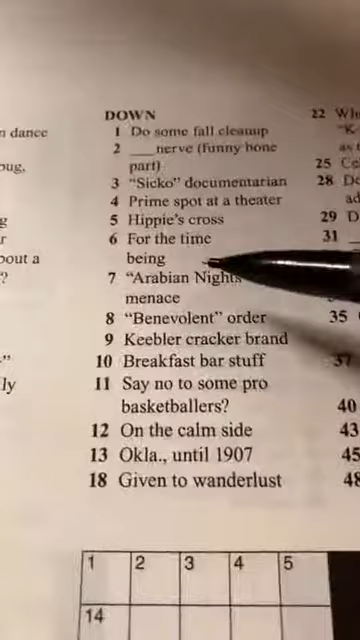 DOWN
1 Do some fall cleanup
2 ___ nerve (funny bone
part)
3 "Sicko" documentarian
4 Prime spot at a theater
5 Hippie's cross
6 For the time
being
7 "Arabian Nights"
menace
8 "Benevolent" order
9 Keebler cracker brand
10 Breakfast bar stuff
11 Say no to some pro
basketballers?
12 On the calm side
13 Okla., until 1907
18 Given to wanderlust
n dance
?
"
ly
22
25
28
29
31
35
37
40
43
45
48
1 2 3 4 5
14